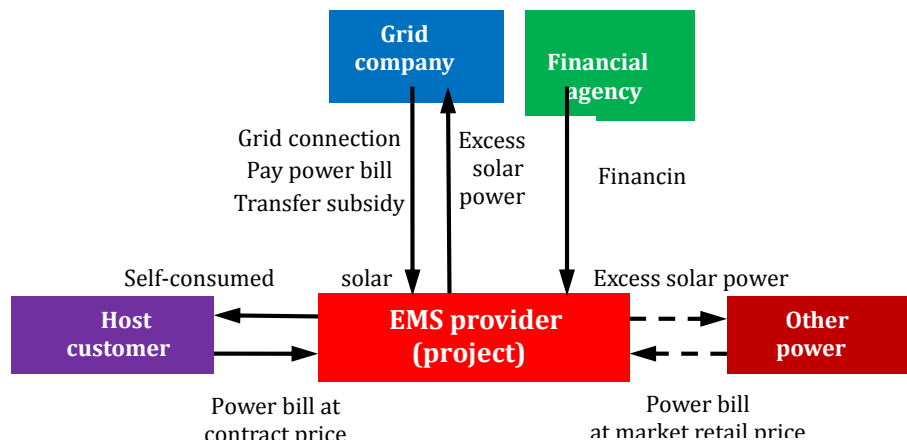 Grid
company
Financial
agency
Grid connection
Pay power bill
Transfer subsidy
Excess
solar
power
Financin
Self-consumed solar
Excess solar power
Host
customer
EMS provider
(project)
Other
power
Power bill at
contract price
Power bill
at market retail price